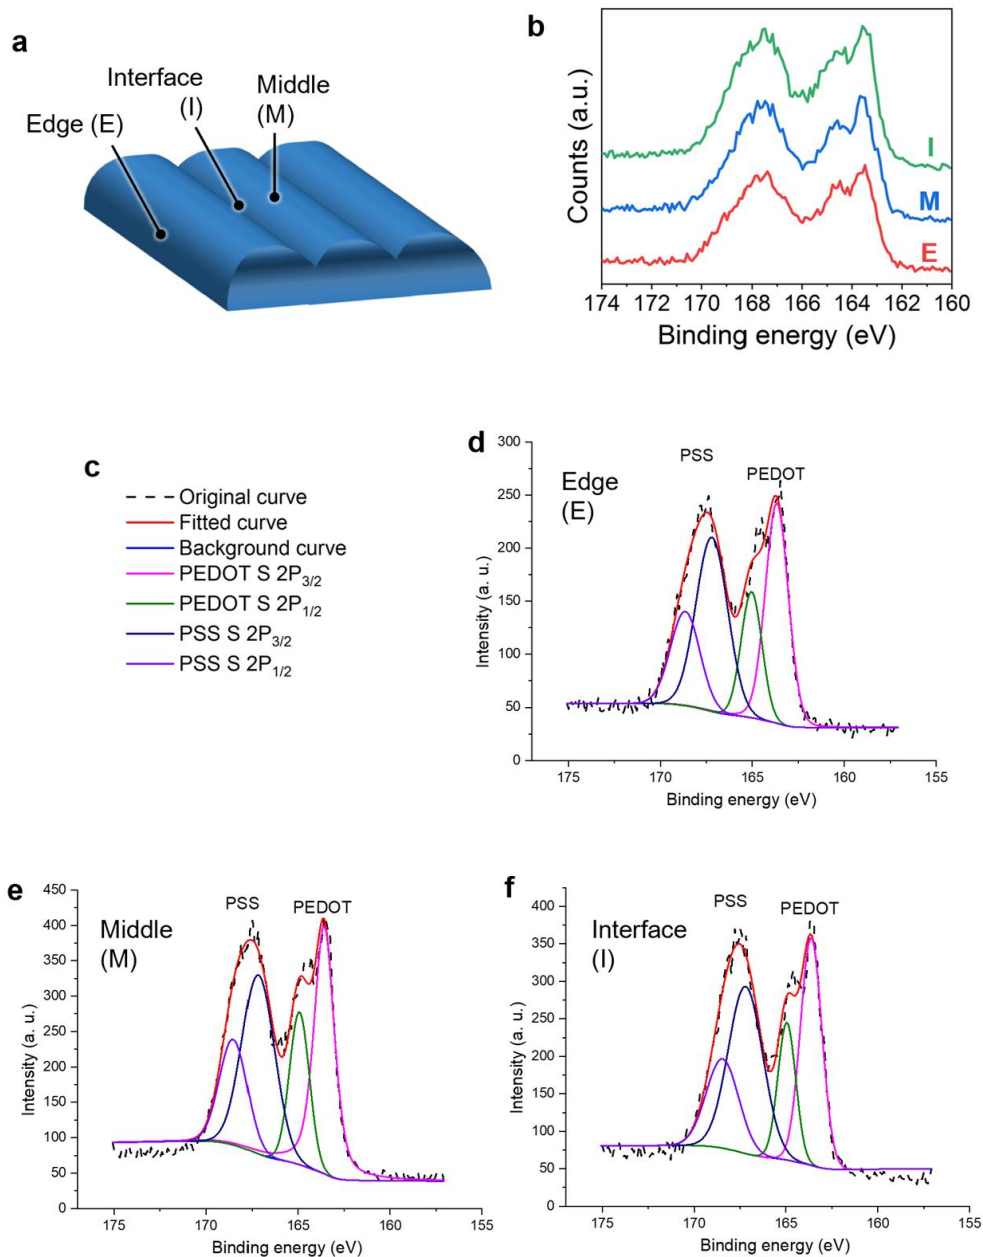 a
Interface
(I)
Middle
(M)
Edge (E)
b
Counts (a.u.)
I
M
E
174 172 170 168 166 164 162 160
Binding energy (eV)
c
Original curve
Fitted curve
Background curve
PEDOT S 2P3/2
PEDOT S 2P1/2
PSS S 2P3/2
PSS S 2P1/2
d
Edge
(E)
PSS
PEDOT
300
250
200
150
100
50
0
Intensity (a. u.)
175 170 165 160 155
Binding energy (eV)
e
Middle
(M)
PSS
PEDOT
450
400
350
300
250
200
150
100
50
0
Intensity (a. u.)
175 170 165 160 155
Binding energy (eV)
f
Interface
(I)
PSS
PEDOT
400
350
300
250
200
150
100
50
0
Intensity (a. u.)
175 170 165 160 155
Binding energy (eV)